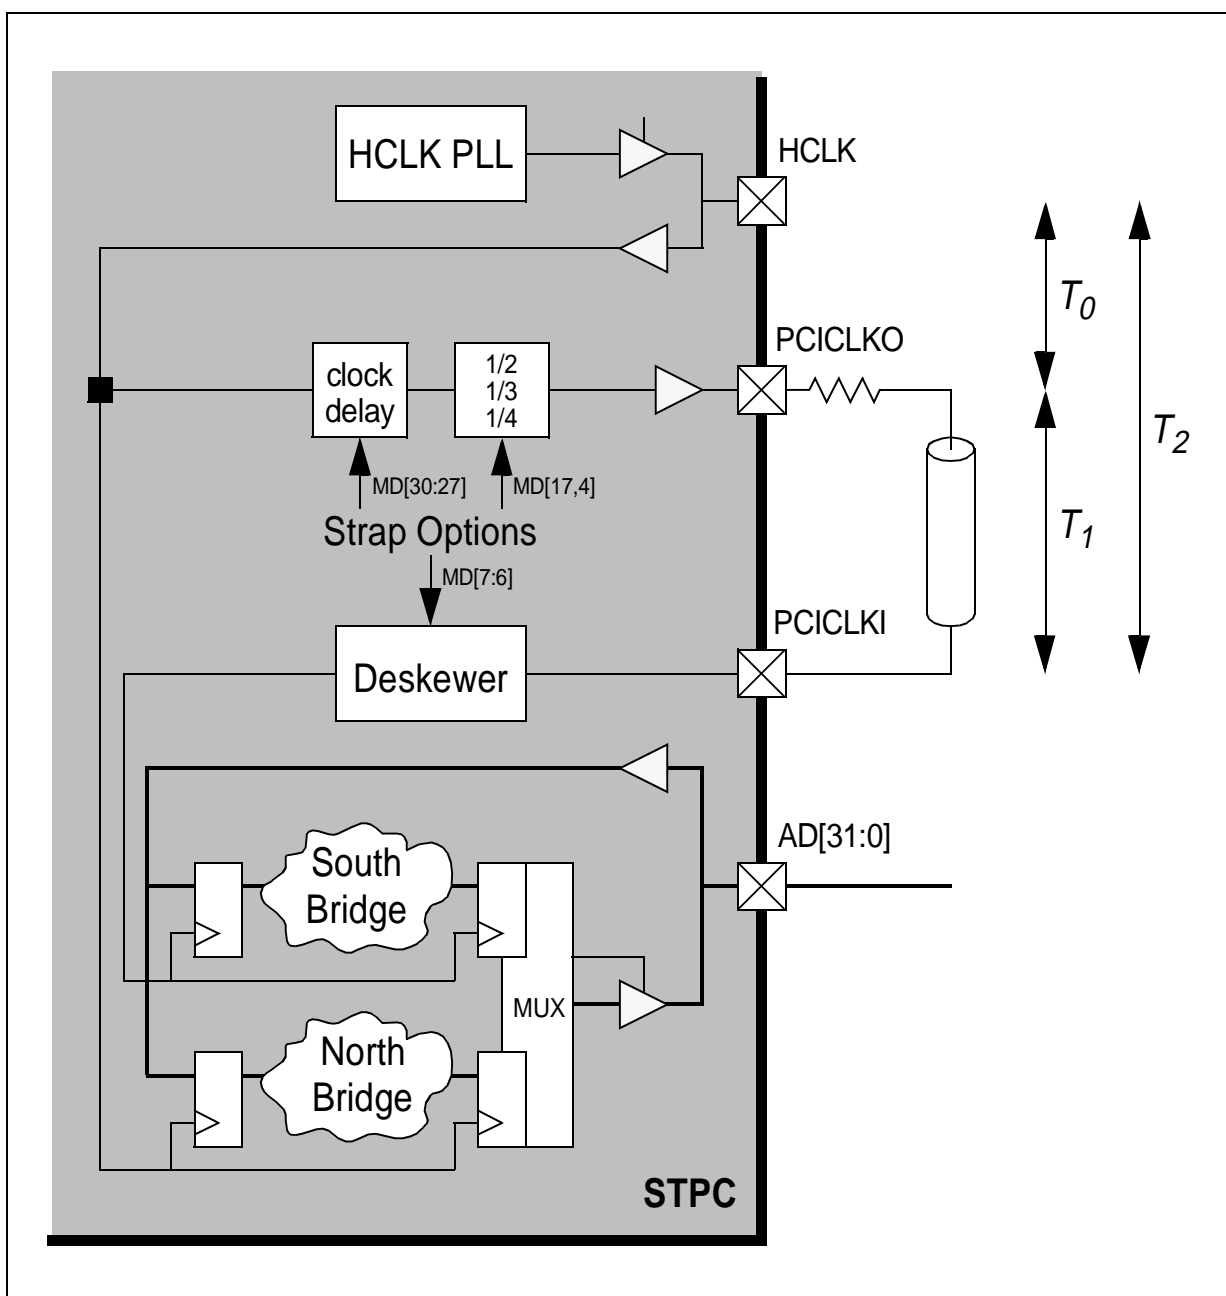 HCLK PLL
HCLK
T0
PCICLKO
clock
delay
1/2
1/3
1/4
T2
MD[30:27]
MD[17,4]
Strap Options
T1
MD[7:6]
PCICLKI
Deskewer
AD[31:0]
South
Bridge
MUX
North
Bridge
STPC